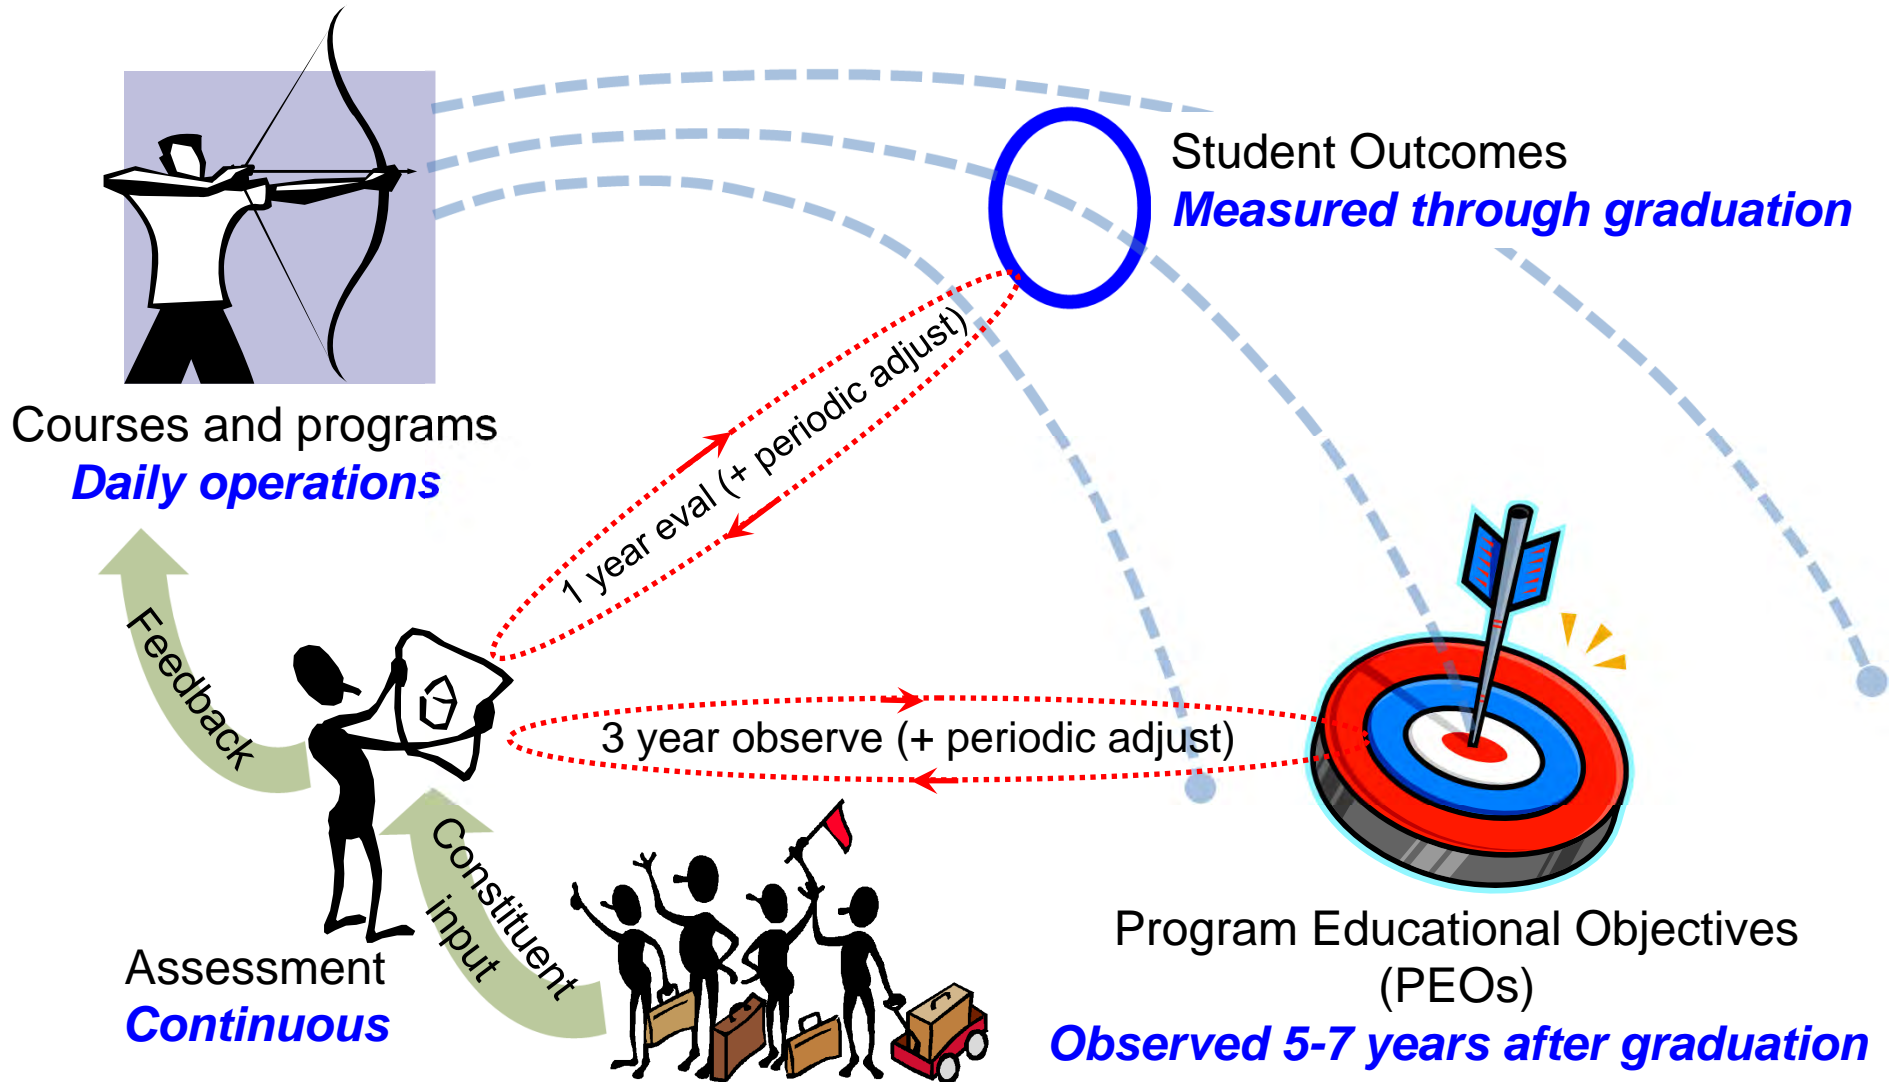 Student Outcomes
Measured through graduation
Courses and programs
Daily operations
1 year eval (+ periodic adjust)
Feedback
3 year observe (+ periodic adjust)
Constituent
input
Assessment
Continuous
Program Educational Objectives
(PEOs)
Observed 5-7 years after graduation